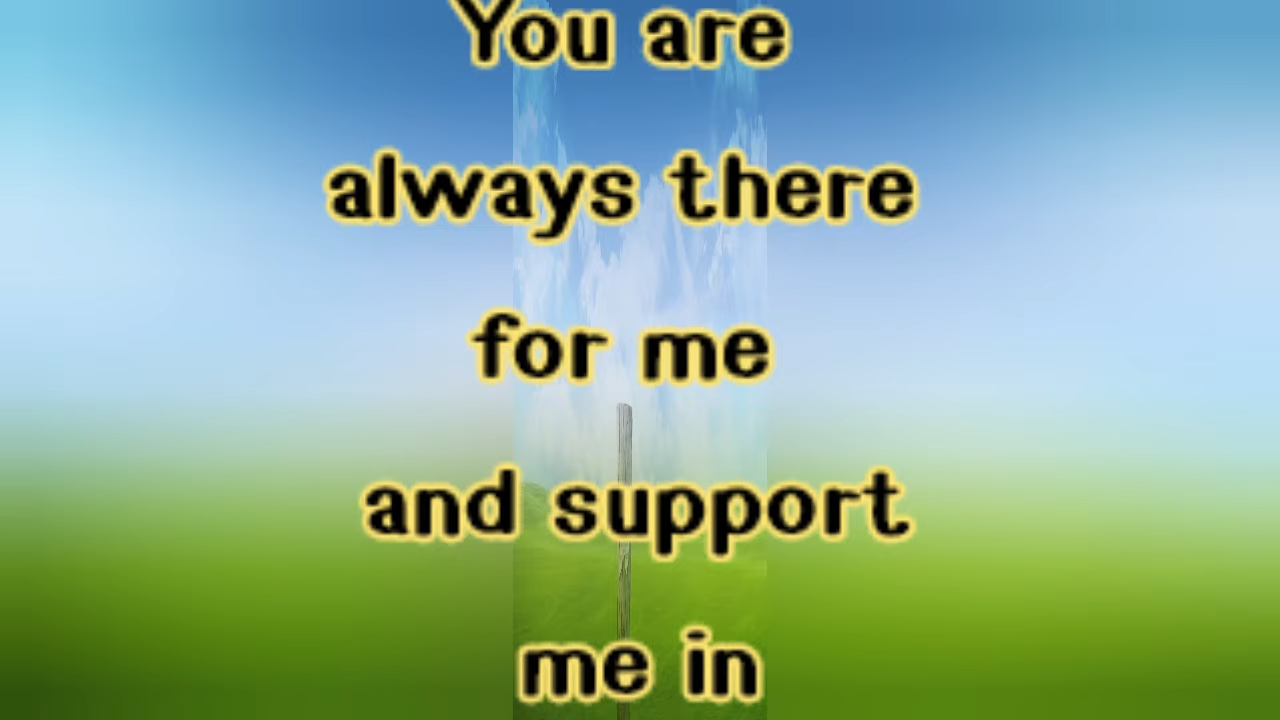 You are
always there
for me
and support
me in